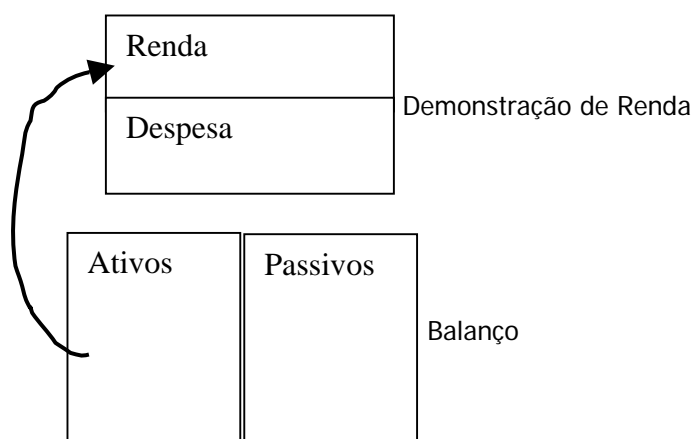 Renda
Despesa
Demonstração de Renda
Ativos
Passivos
Balanço